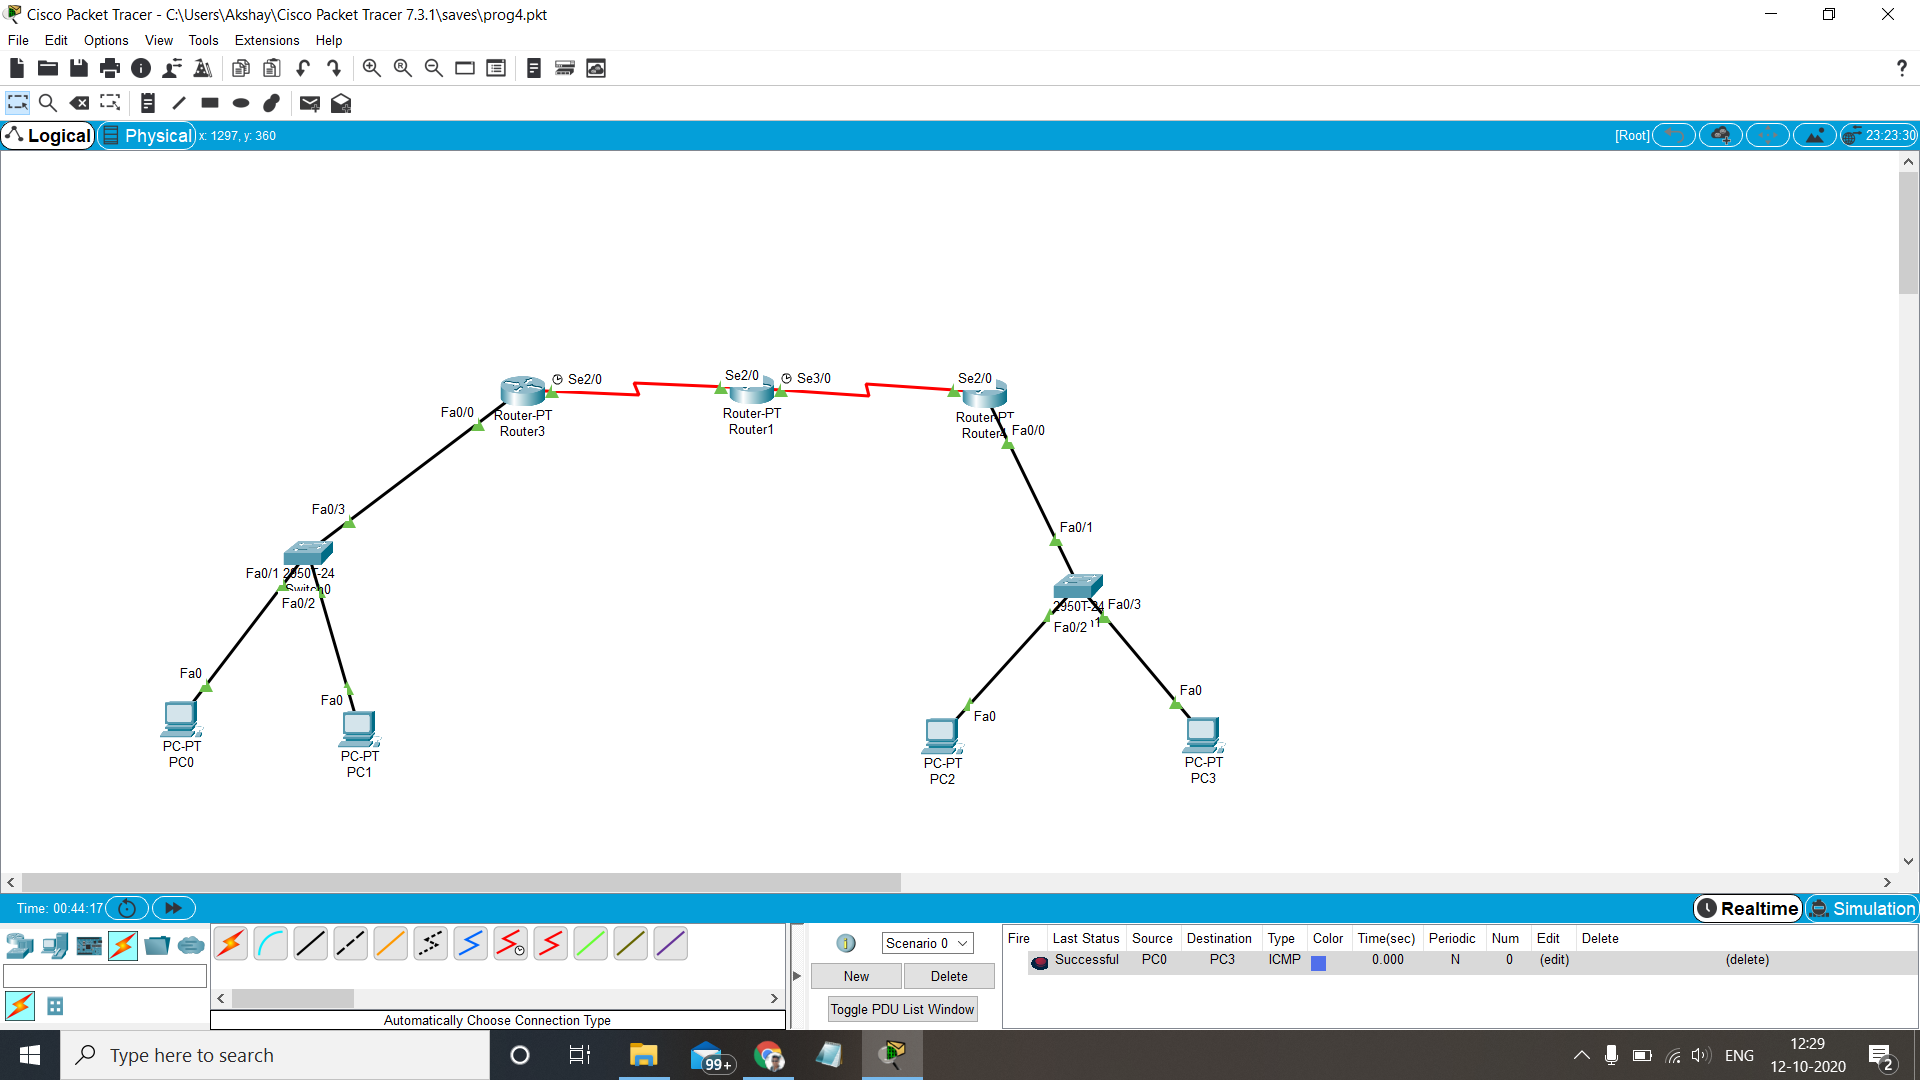 Cisco Packet Tracer - C:\Users\Akshay\Cisco Packet Tracer 7.3.1\saves\prog4.pkt
File Edit Options View Tools Extensions Help
?
Logical Physical x: 1297, y: 360 [Root] 23:23:30
Se2/0 Se2/0 Se3/0 Se2/0
Fa0/0 Router-PT Router-PT Router-PT
Router3 Router1 Router4 Fa0/0
Fa0/3
Fa0/1
Fa0/1 2950T-24
Switch0
Fa0/2
2950T-24 Fa0/3
Fa0/2
Fa0
Fa0
Fa0
Fa0
PC-PT
PC0
PC-PT
PC1
PC-PT
PC2
PC-PT
PC3
Time: 00:44:17 Realtime Simulation
Scenario 0
New Delete
Toggle PDU List Window
Automatically Choose Connection Type
Fire Last Status Source Destination Type Color Time(sec) Periodic Num Edit Delete
Successful PC0 PC3 ICMP 0.000 N 0 (edit) (delete)
Type here to search
99+
ENG
12:29
12-10-2020
2